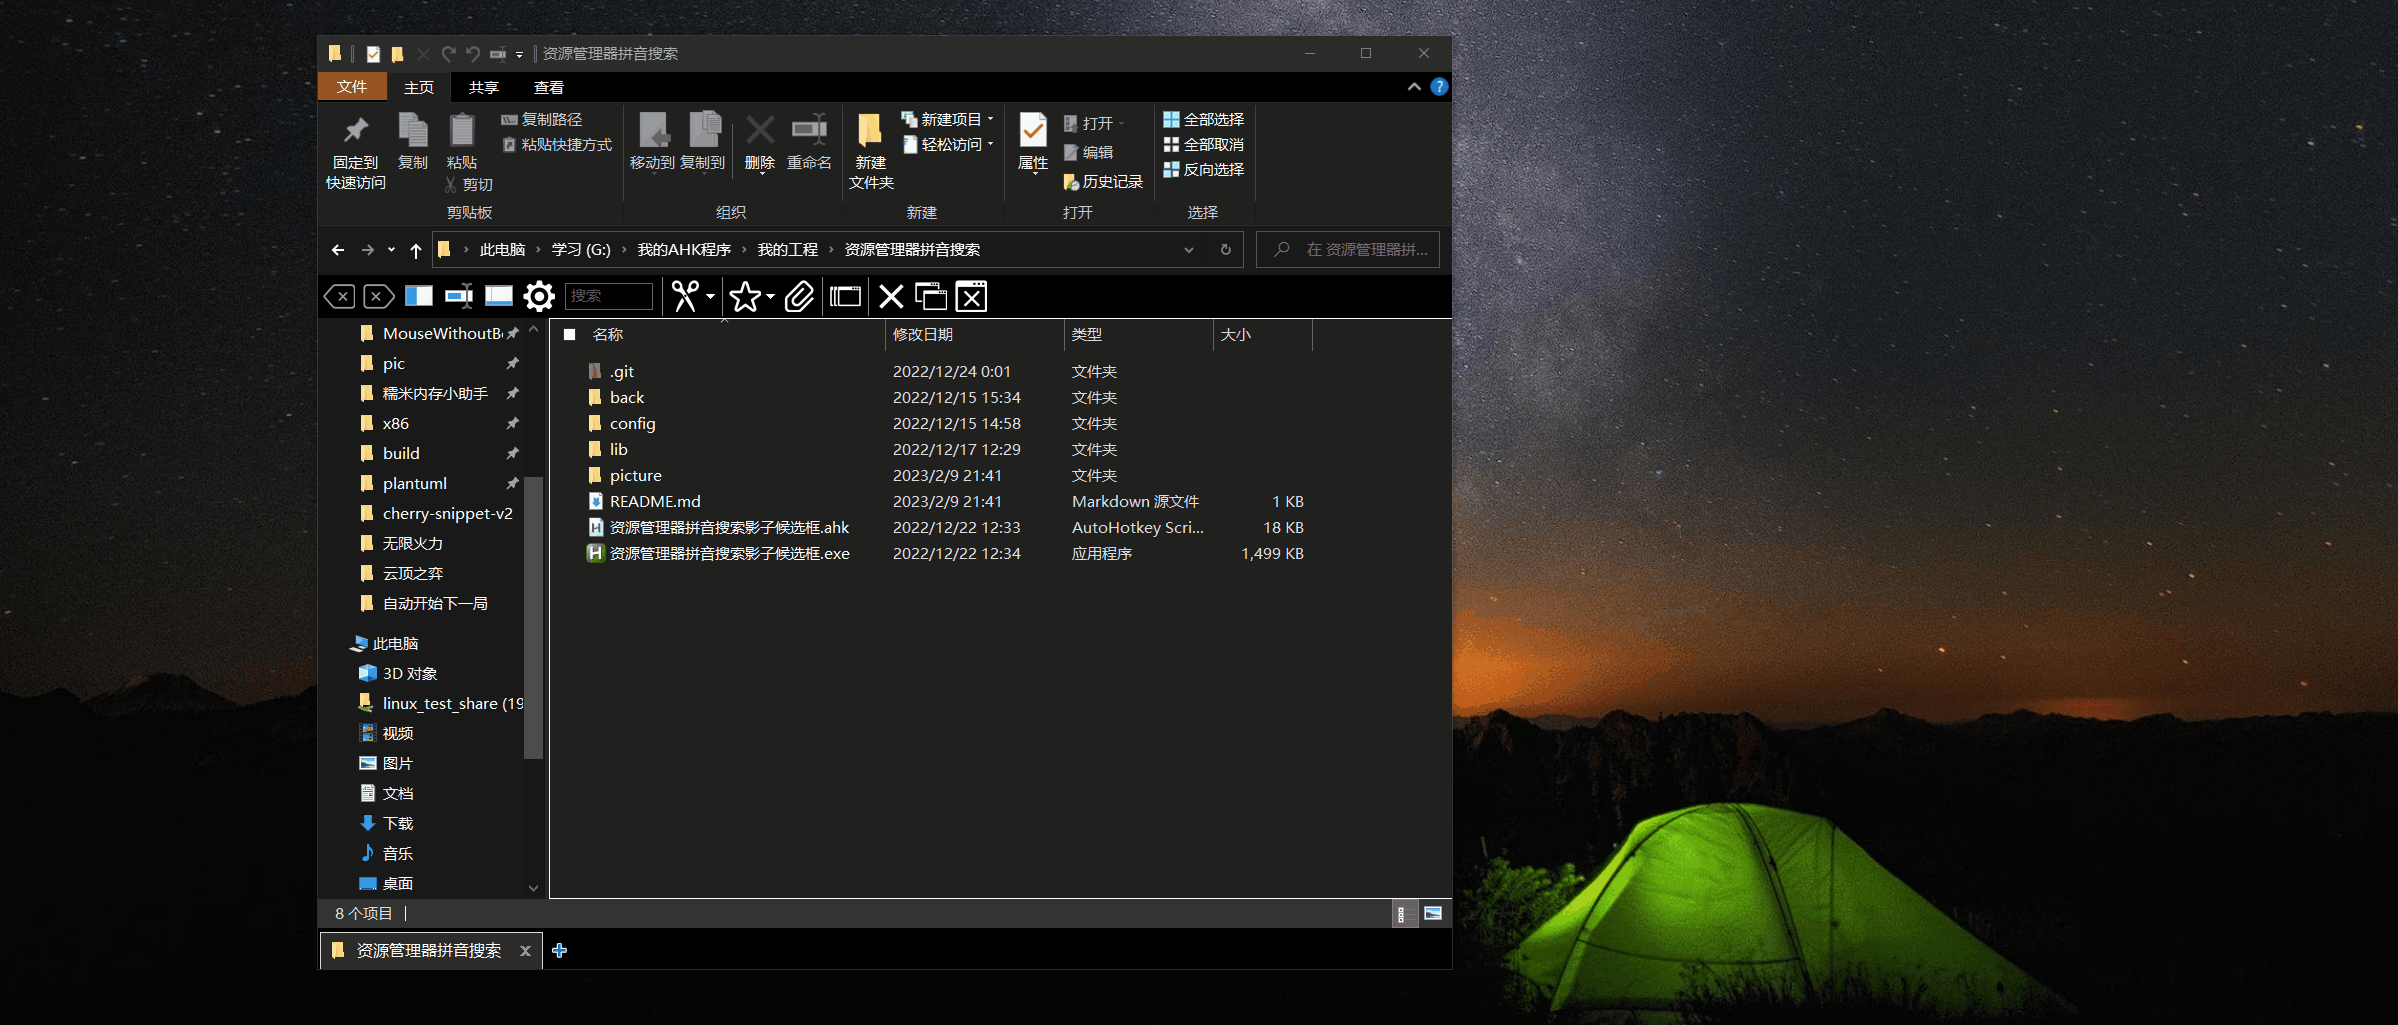 资源管理器拼音搜索
文件 主页 共享 查看
固定到
快速访问
复制
粘贴
复制路径
粘贴快捷方式
剪切
剪贴板
移动到
复制到
删除
重命名
组织
新建
文件夹
新建项目
轻松访问
新建
属性
打开
编辑
历史记录
打开
全部选择
全部取消
反向选择
选择
此电脑 › 学习 (G:) › 我的AHK程序 › 我的工程 › 资源管理器拼音搜索
在 资源管理器拼...
搜索
MouseWithoutB
pic
糯米内存小助手
x86
build
plantuml
cherry-snippet-v2
无限火力
云顶之弈
自动开始下一局
此电脑
3D 对象
linux_test_share (19
视频
图片
文档
下载
音乐
桌面
名称 修改日期 类型 大小
.git 2022/12/24 0:01 文件夹
back 2022/12/15 15:34 文件夹
config 2022/12/15 14:58 文件夹
lib 2022/12/17 12:29 文件夹
picture 2023/2/9 21:41 文件夹
README.md 2023/2/9 21:41 Markdown 源文件 1 KB
资源管理器拼音搜索影子候选框.ahk 2022/12/22 12:33 AutoHotkey Scri... 18 KB
资源管理器拼音搜索影子候选框.exe 2022/12/22 12:34 应用程序 1,499 KB
8 个项目
资源管理器拼音搜索